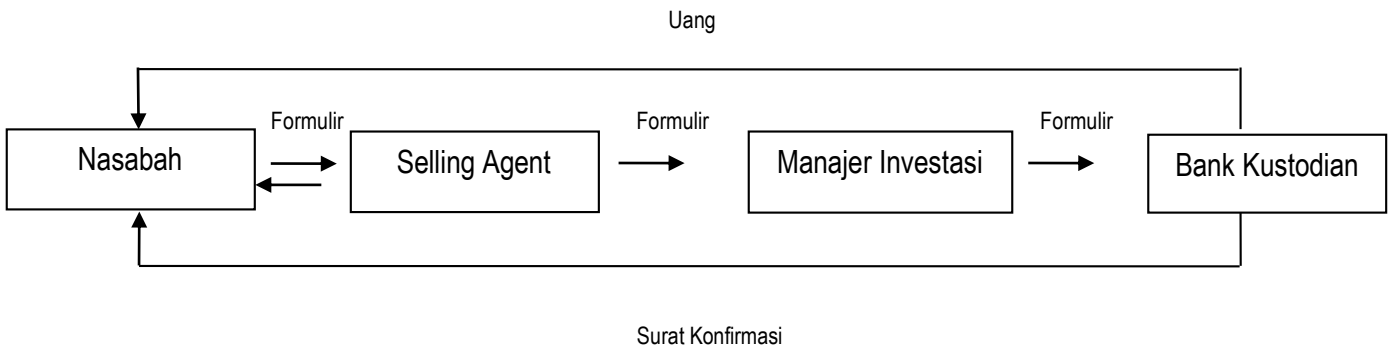 Uang
Formulir
Formulir
Formulir
Nasabah
Selling Agent
Manajer Investasi
Bank Kustodian
Surat Konfirmasi